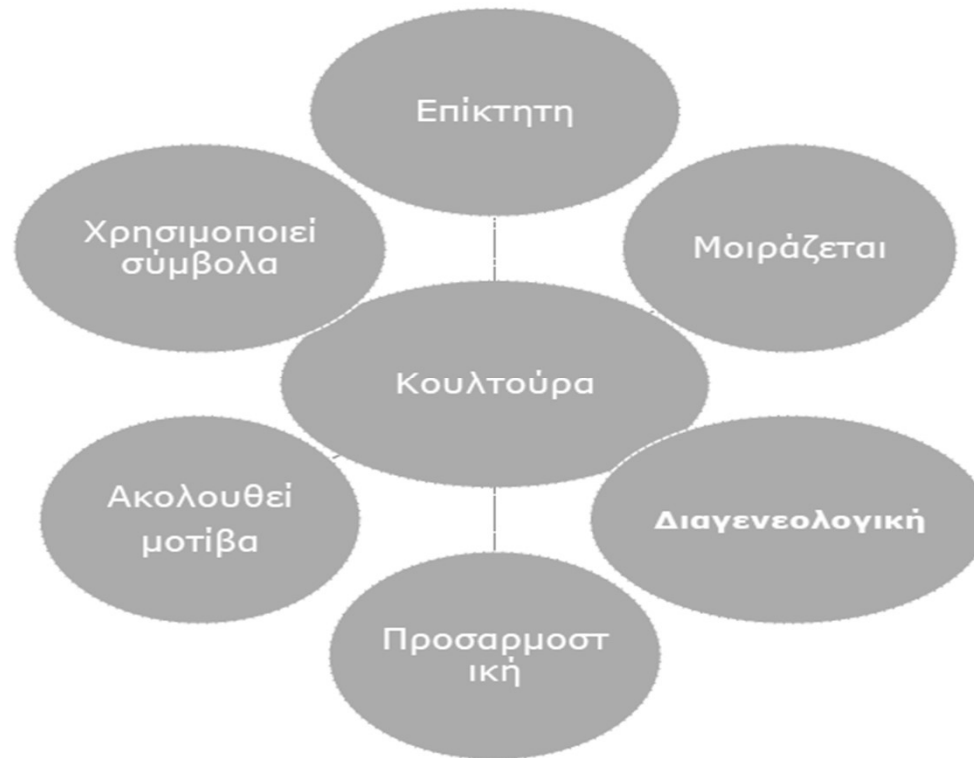 Επίκτητη
Χρησιμοποιεί
σύμβολα
Μοιράζεται
Κουλτούρα
Ακολουθεί
μοτίβα
Διαγενεολογική
Προσαρμοστ
ική